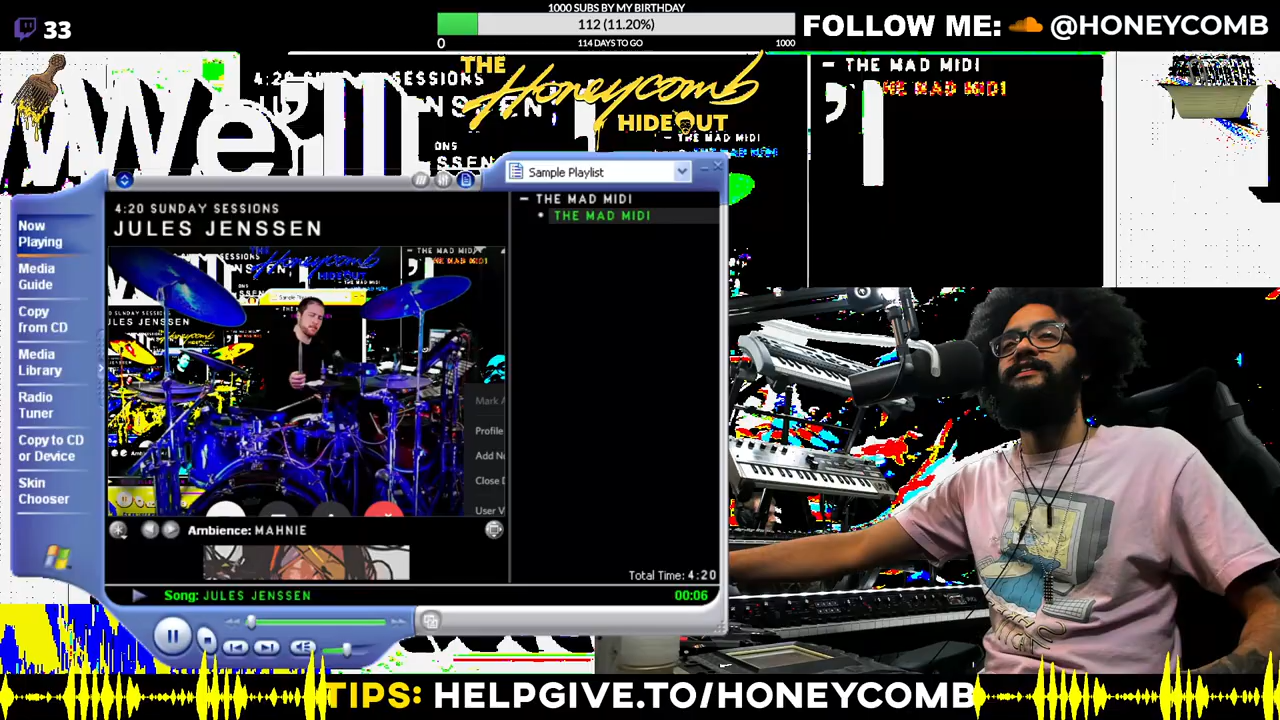 33
1000 SUBS BY MY BIRTHDAY
112 (11.20%)
0
114 DAYS TO GO
1000
FOLLOW ME: @HONEYCOMB
We'll
THE
Honeycomb
HIDEOUT
- THE MAD MIDI
THE MAD MIDI
Sample Playlist
- THE MAD MIDI
• THE MAD MIDI
4:20 SUNDAY SESSIONS
JULES JENSSEN
Now
Playing
Media
Guide
Copy
from CD
Media
Library
Radio
Tuner
Copy to CD
or Device
Skin
Chooser
Profile
Ambience: MAHNIE
Total Time: 4:20
Song: JULES JENSSEN
00:06
TIPS: HELPGIVE.TO/HONEYCOMB